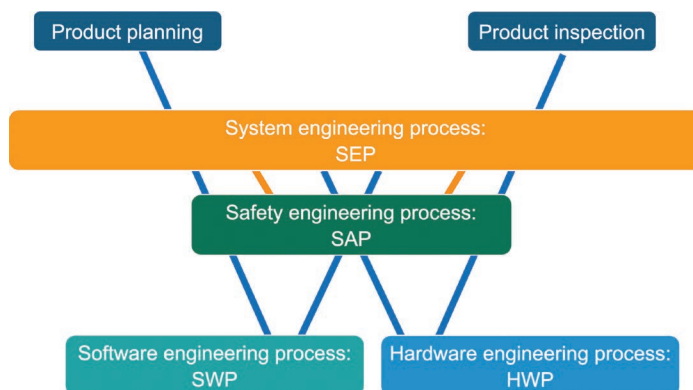 Product planning
Product inspection
System engineering process:
SEP
Safety engineering process:
SAP
Software engineering process:
SWP
Hardware engineering process:
HWP